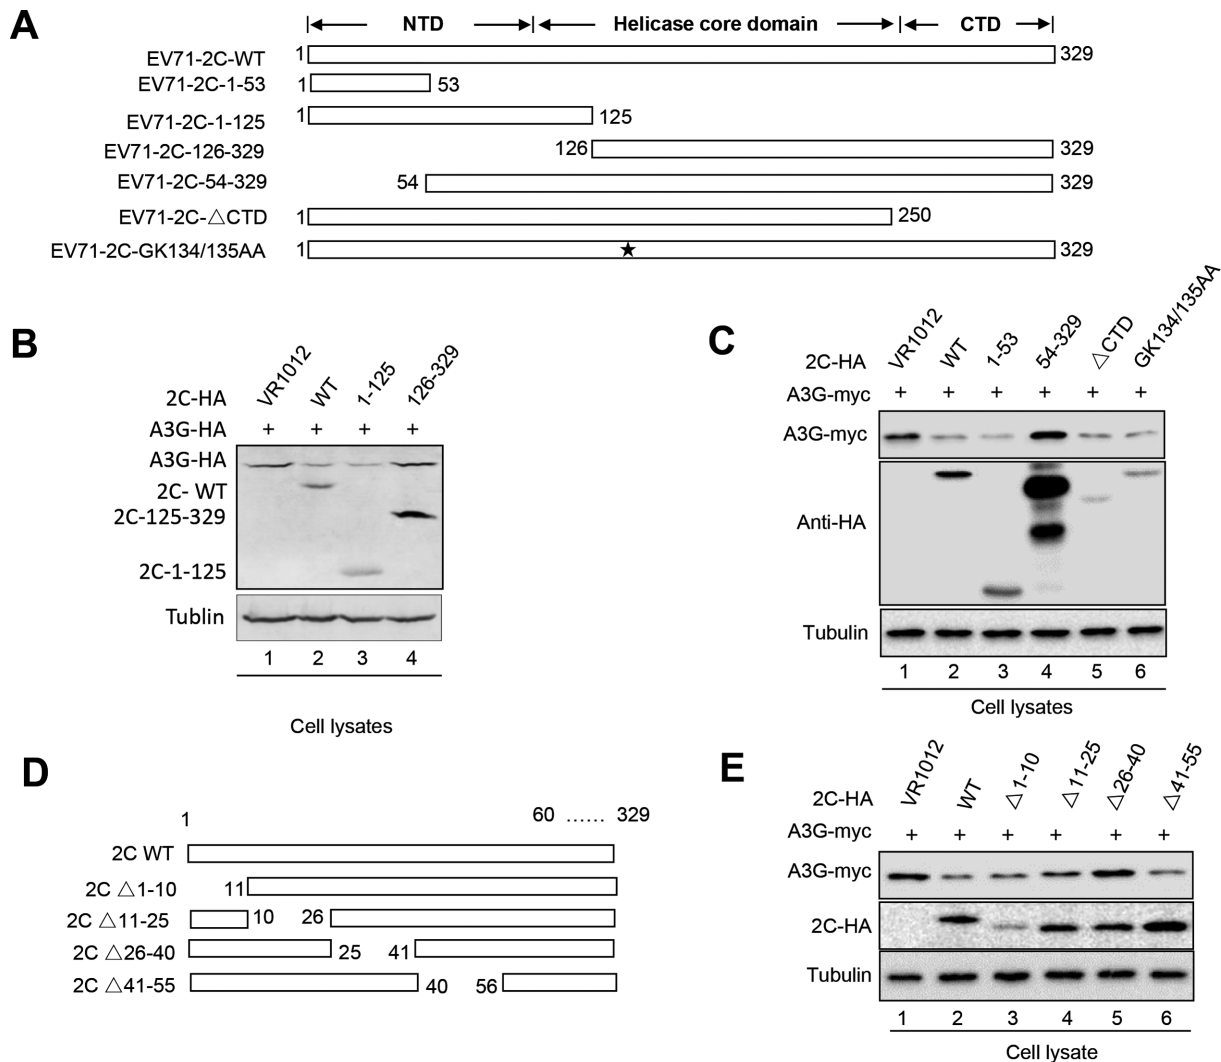 A
NTD Helicase core domain CTD
EV71-2C-WT 1 329
EV71-2C-1-53 1 53
EV71-2C-1-125 1 125
EV71-2C-126-329 126 329
EV71-2C-54-329 54 329
EV71-2C-△CTD 1 250
EV71-2C-GK134/135AA 1 ★ 329
B
2C-HA VR1012 WT 1-125 126-329
A3G-HA + + + +
A3G-HA
2C- WT
2C-125-329
2C-1-125
Tublin
1 2 3 4
Cell lysates
C
2C-HA VR1012 WT 1-53 54-329 △CTD GK134/135AA
A3G-myc + + + + + +
A3G-myc
Anti-HA
Tubulin
1 2 3 4 5 6
Cell lysates
D
1 60 ...... 329
2C WT
2C △1-10 11
2C △11-25 10 26
2C △26-40 25 41
2C △41-55 40 56
E
2C-HA VR1012 WT △1-10 △11-25 △26-40 △41-55
A3G-myc + + + + + +
A3G-myc
2C-HA
Tubulin
1 2 3 4 5 6
Cell lysate